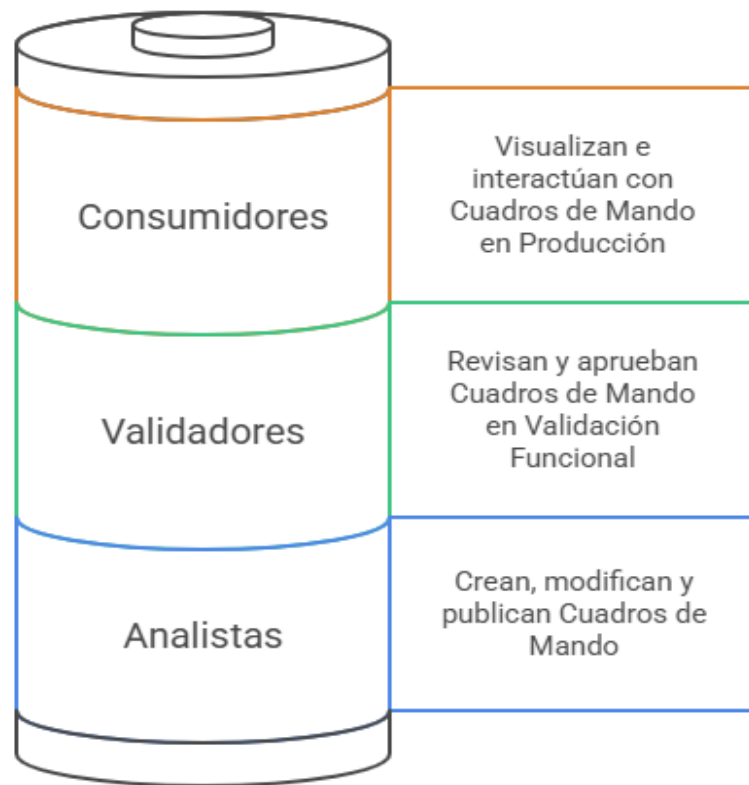 Consumidores
Visualizan e
interactúan con
Cuadros de Mando
en Producción
Validadores
Revisan y aprueban
Cuadros de Mando
en Validación
Funcional
Analistas
Crean, modifican y
publican Cuadros de
Mando